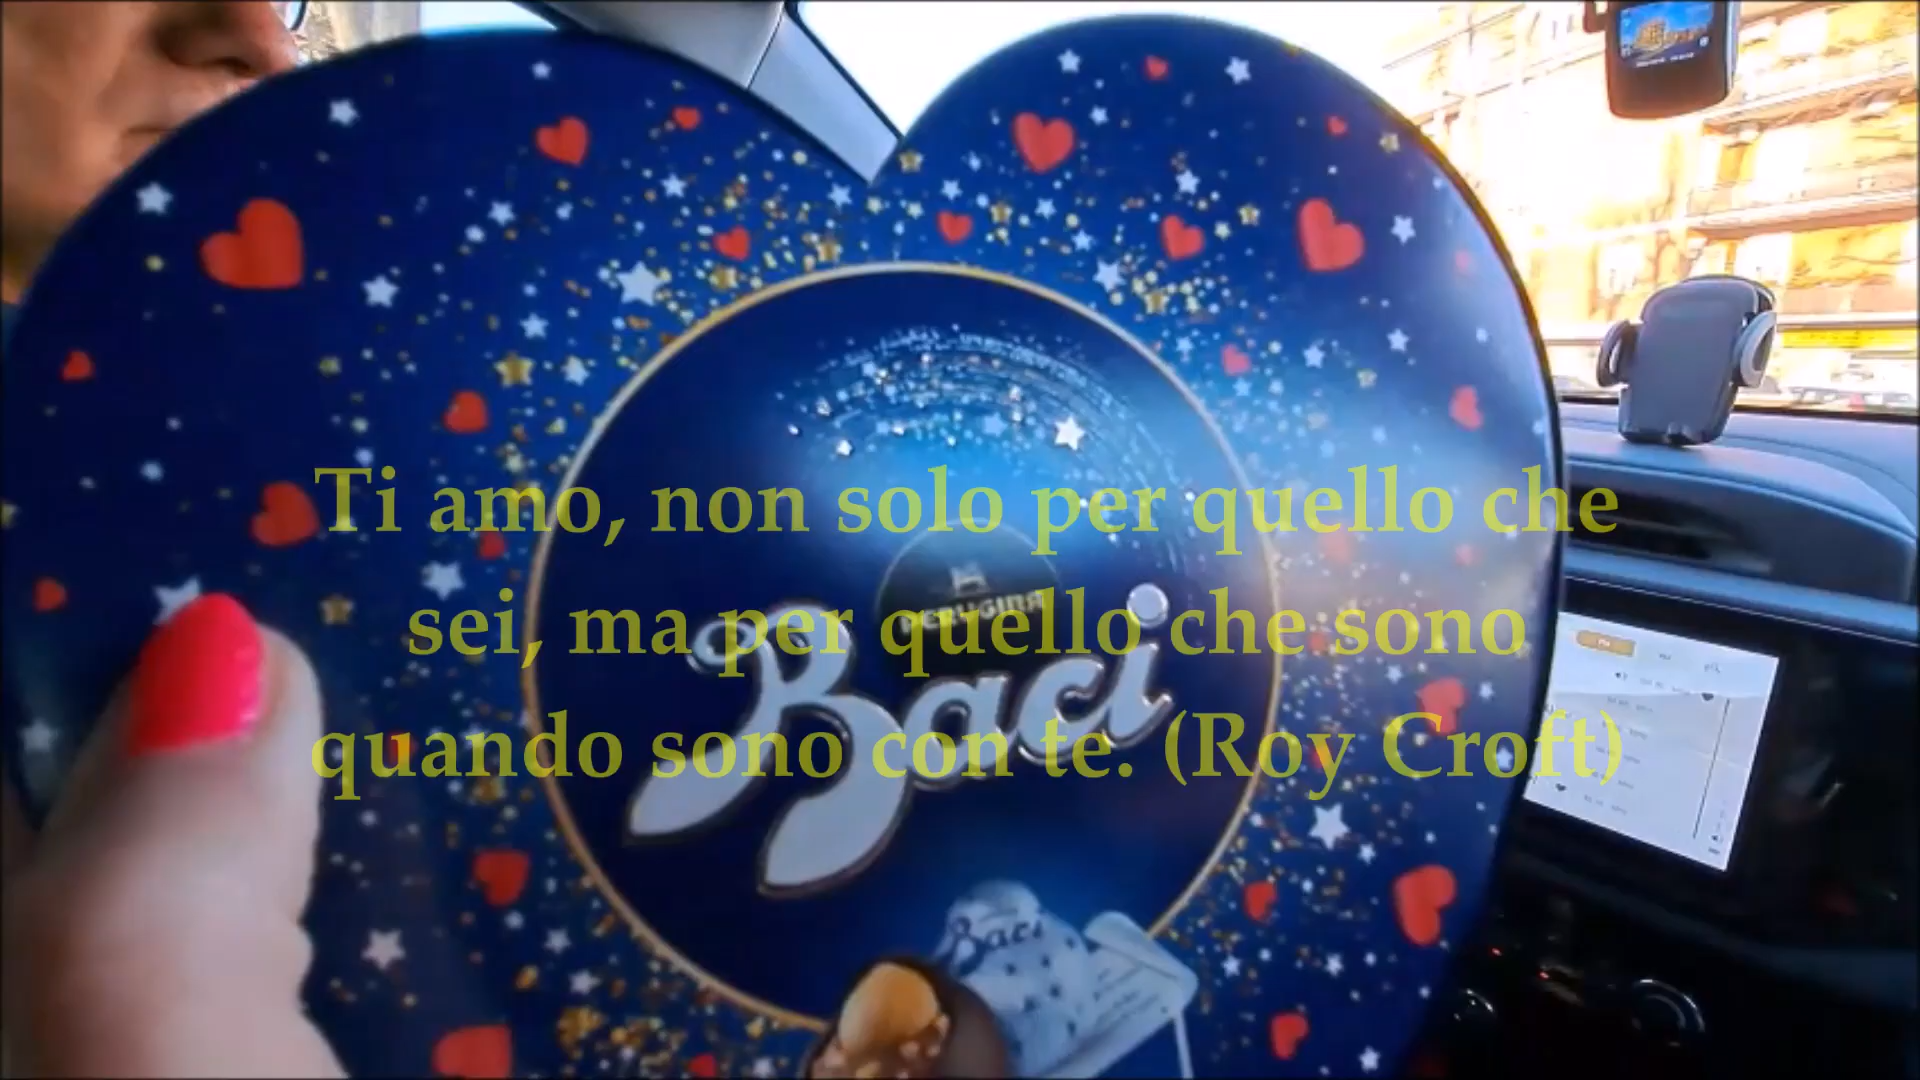 Ti amo, non solo per quello che
PERUGINA
sei, ma per quello che sono
Baci
quando sono con te. (Roy Croft)
Baci